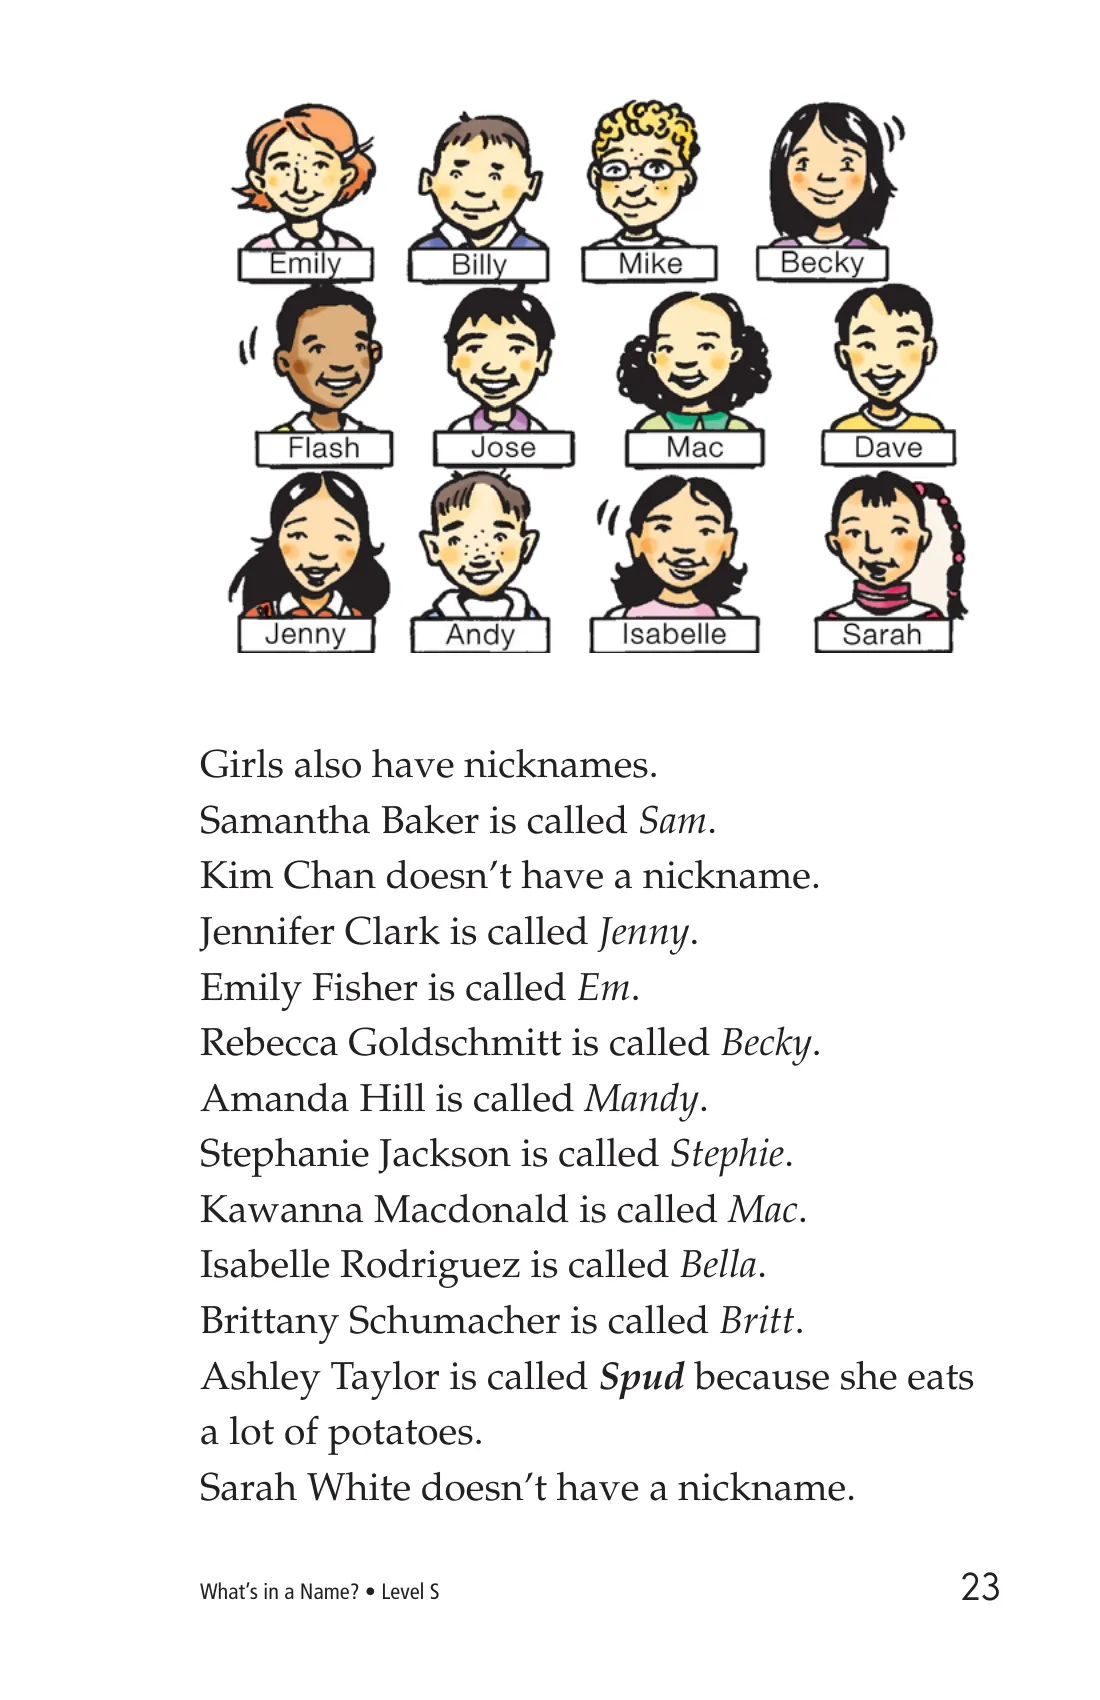 Emily Billy Mike Becky
Flash Jose Mac Dave
Jenny Andy Isabelle Sarah
Girls also have nicknames.
Samantha Baker is called Sam.
Kim Chan doesn’t have a nickname.
Jennifer Clark is called Jenny.
Emily Fisher is called Em.
Rebecca Goldschmitt is called Becky.
Amanda Hill is called Mandy.
Stephanie Jackson is called Stephie.
Kawanna Macdonald is called Mac.
Isabelle Rodriguez is called Bella.
Brittany Schumacher is called Britt.
Ashley Taylor is called Spud because she eats
a lot of potatoes.
Sarah White doesn’t have a nickname.
What’s in a Name? • Level S 23